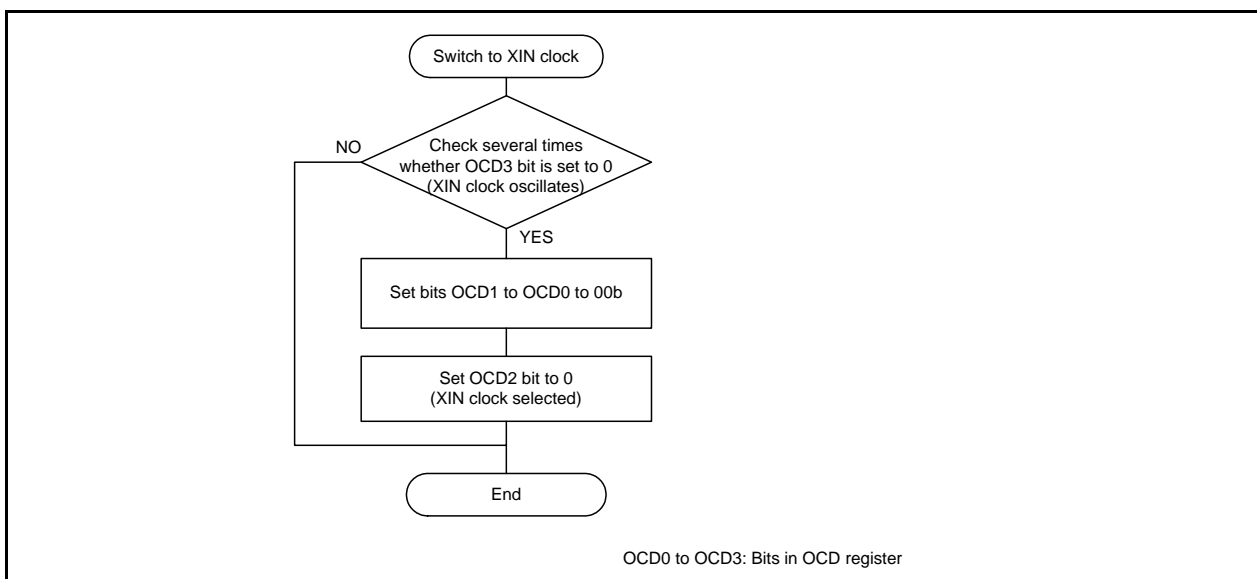 Switch to XIN clock
NO
Check several times
whether OCD3 bit is set to 0
(XIN clock oscillates)
YES
Set bits OCD1 to OCD0 to 00b
Set OCD2 bit to 0
(XIN clock selected)
End
OCD0 to OCD3: Bits in OCD register